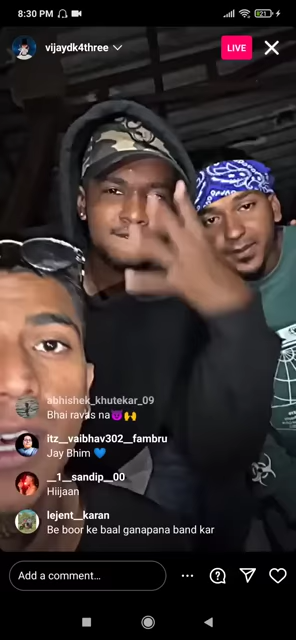 8:30 PM
62
vijaydk4three
LIVE
abhishek_khutekar_09
Bhai ravas na😈🙌
itz__vaibhav302__fambru
Jay Bhim 💙
__1__sandip__00
Hiijaan
lejent__karan
Be boor ke baal ganapana band kar
Add a comment…